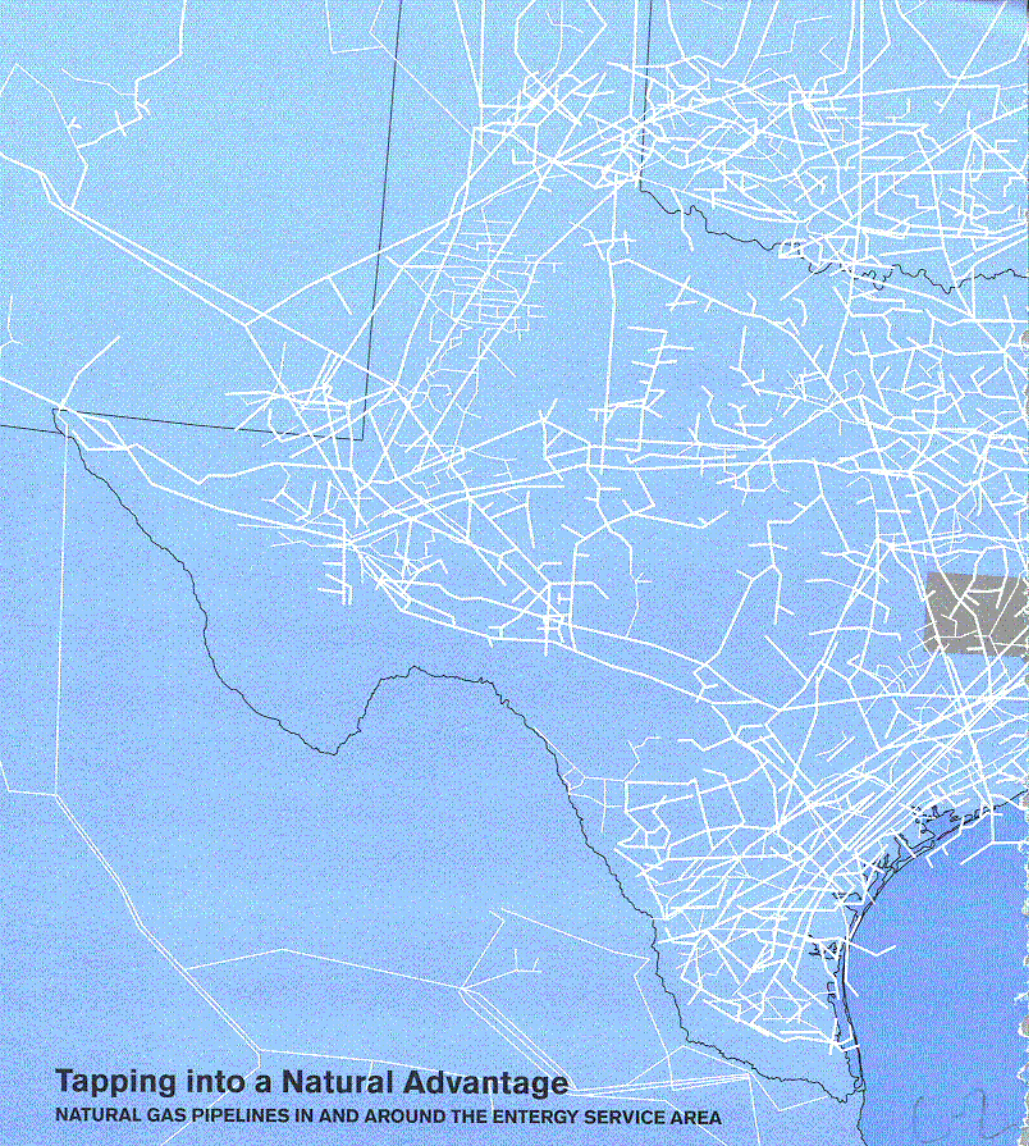 Tapping into a Natural Advantage
NATURAL GAS PIPELINES IN AND AROUND THE ENTERGY SERVICE AREA